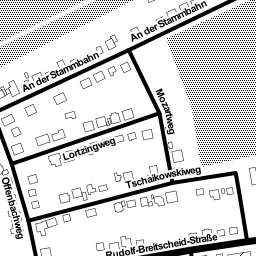 An der Stammbahn
An der Stammbahn
Mozartweg
Lortzingweg
Tschaikowskiweg
Offenbachweg
Rudolf-Breitscheid-Straße